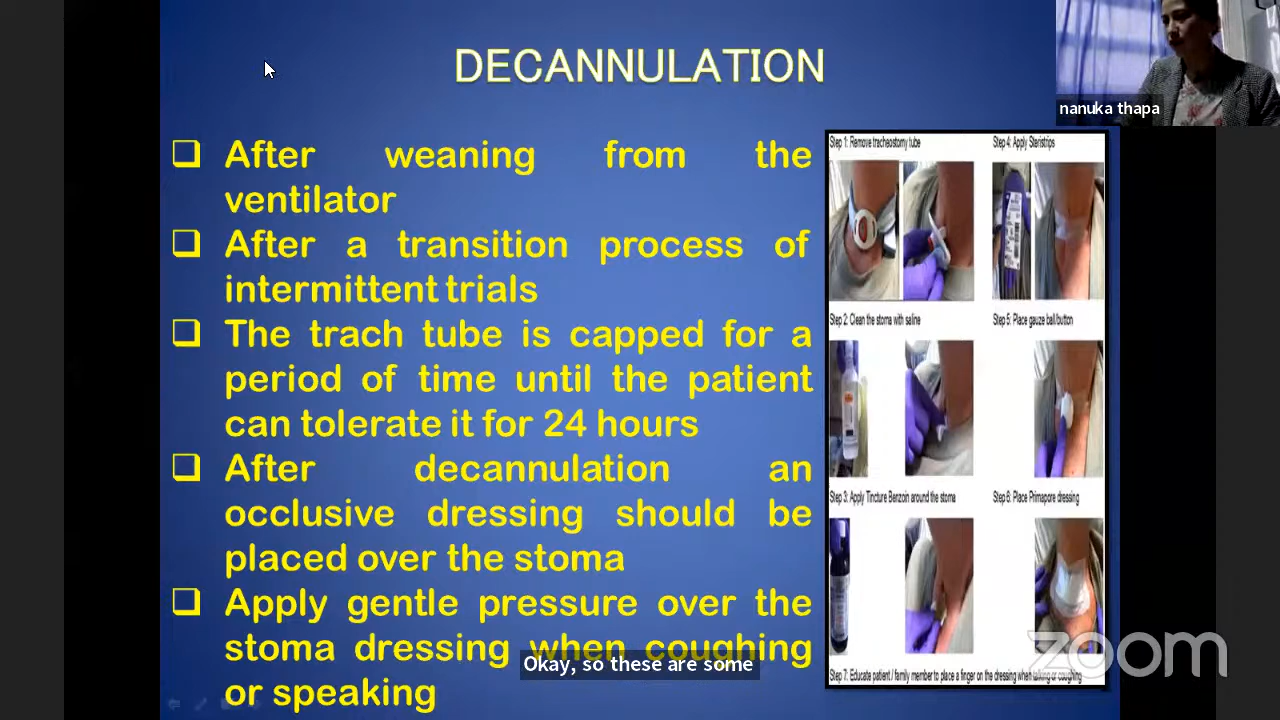 DECANNULATION
nanuka thapa
After weaning from the
ventilator
After a transition process of
intermittent trials
The trach tube is capped for a
period of time until the patient
can tolerate it for 24 hours
After decannulation an
occlusive dressing should be
placed over the stoma
Apply gentle pressure over the
stoma dressing when coughing
or speaking
Step 1: Remove tracheostomy tube
Step 4: Apply Steristrips
Step 2: Clean the stoma with saline
Step 5: Place gauze ball/button
Step 3: Apply Tincture Benzoin around the stoma
Step 6: Place Primapore dressing
Step 7: Educate patient / family member to place a finger on the dressing when talking or coughing
Okay, so these are some
zoom